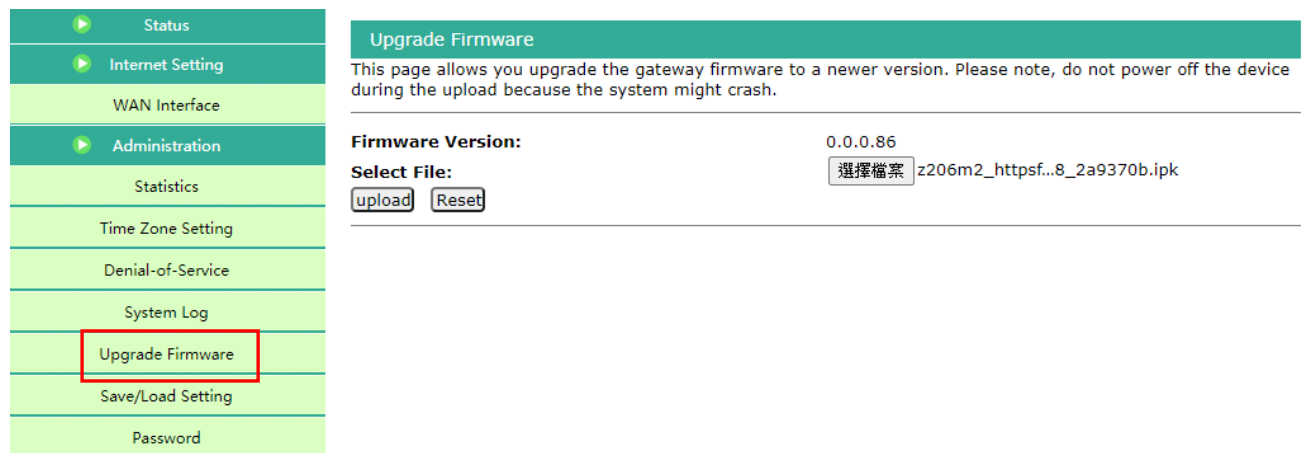 Status
Internet Setting
WAN Interface
Administration
Statistics
Time Zone Setting
Denial-of-Service
System Log
Upgrade Firmware
Save/Load Setting
Password
Upgrade Firmware
This page allows you upgrade the gateway firmware to a newer version. Please note, do not power off the device
during the upload because the system might crash.
Firmware Version: 0.0.0.86
Select File: 選擇檔案 z206m2_httpsf...8_2a9370b.ipk
upload Reset